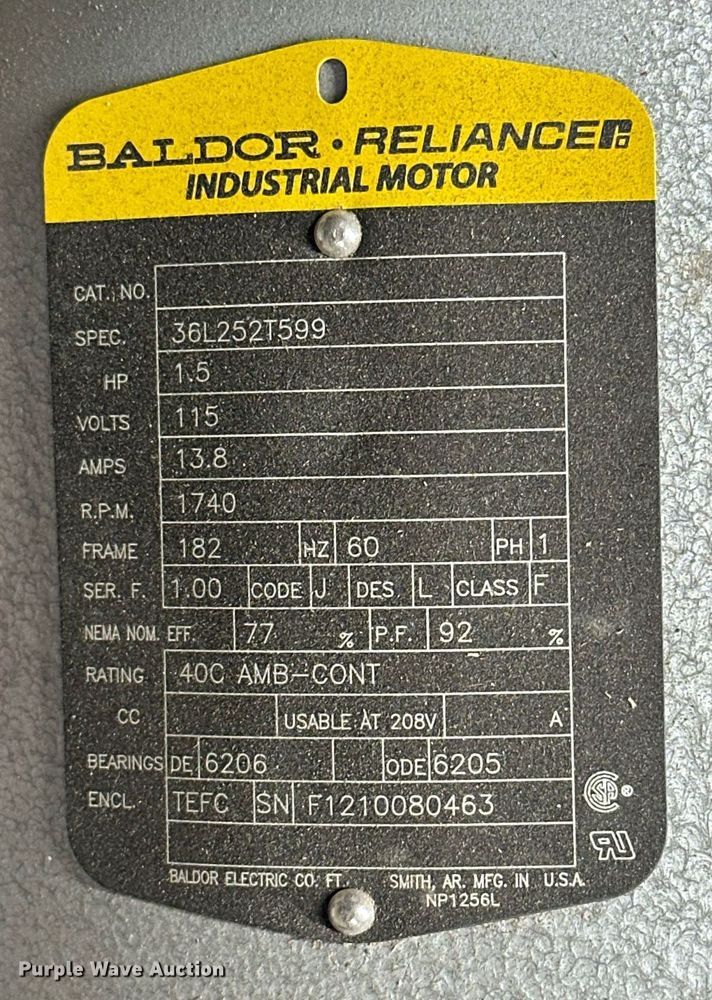 BALDOR · RELIANCE
INDUSTRIAL MOTOR
CAT. NO.
SPEC. 36L252T599
HP 1.5
VOLTS 115
AMPS 13.8
R.P.M. 1740
FRAME 182 HZ 60 PH 1
SER. F. 1.00 CODE J DES L CLASS F
NEMA NOM. EFF. 77 % P.F. 92 %
RATING 40C AMB-CONT
CC USABLE AT 208V A
BEARINGS DE 6206 ODE 6205
ENCL. TEFC SN F1210080463
BALDOR ELECTRIC CO. FT. SMITH, AR. MFG. IN U.S.A.
NP1256L
Purple Wave Auction